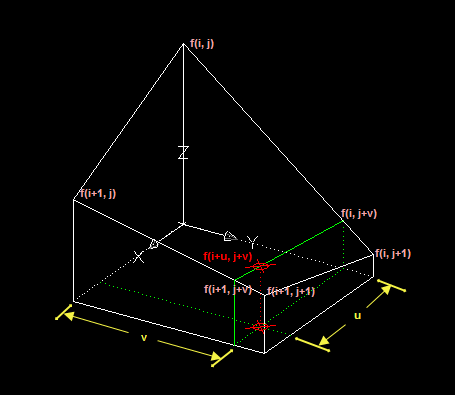 f(i, j)
Z
f(i+1, j)
f(i, j+v)
Y
X
f(i+u, j+v)
f(i, j+1)
f(i+1, j+v)
f(i+1, j+1)
u
v